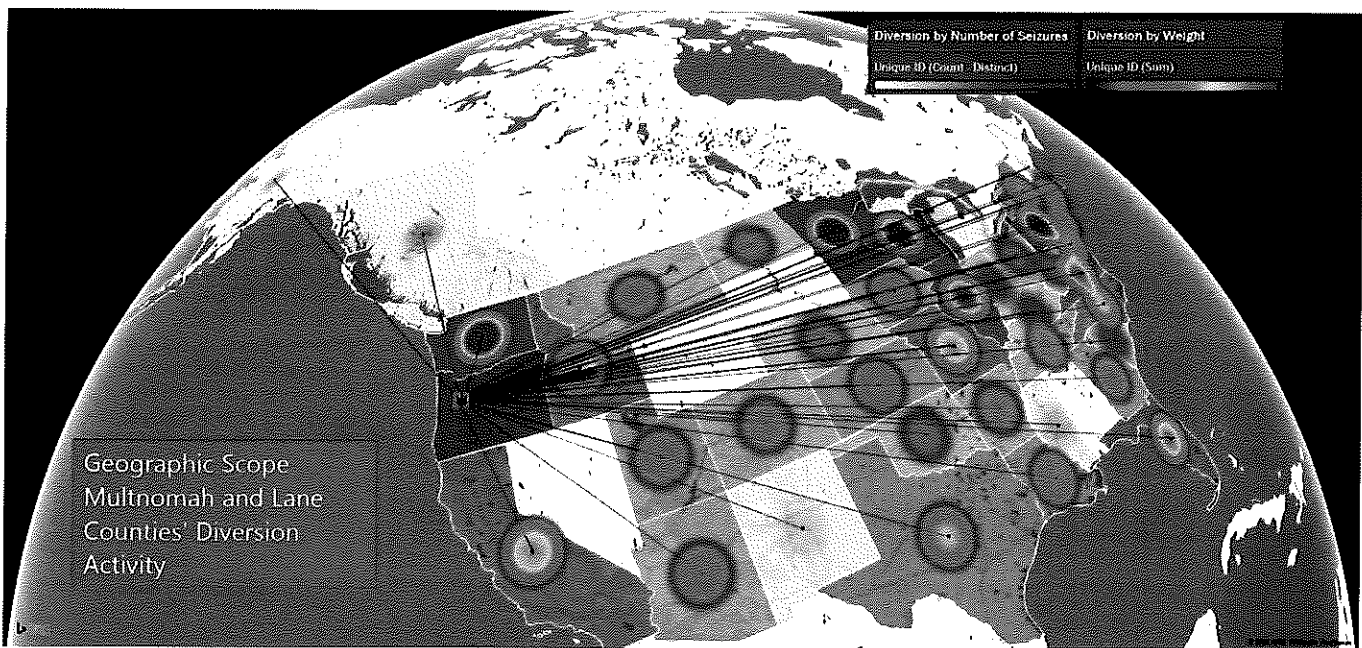 Diversion by Number of Seizures
Unique ID (Count - Distinct)
Diversion by Weight
Unique ID (Sum)
Geographic Scope
Multnomah and Lane
Counties' Diversion
Activity
b